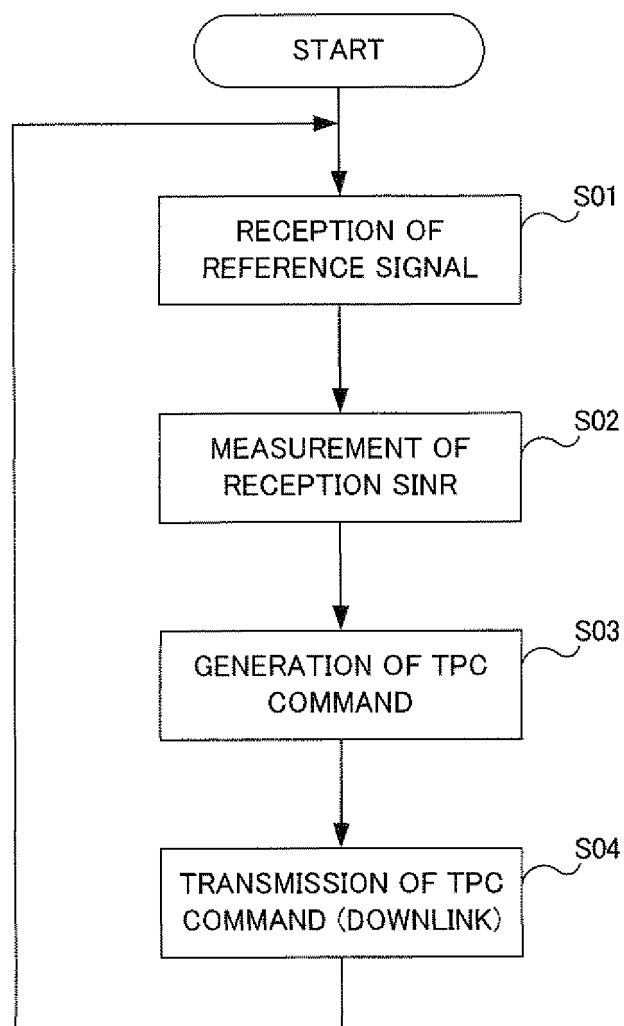 START
S01
RECEPTION OF
REFERENCE SIGNAL
S02
MEASUREMENT OF
RECEPTION SINR
S03
GENERATION OF TPC
COMMAND
S04
TRANSMISSION OF TPC
COMMAND (DOWNLINK)